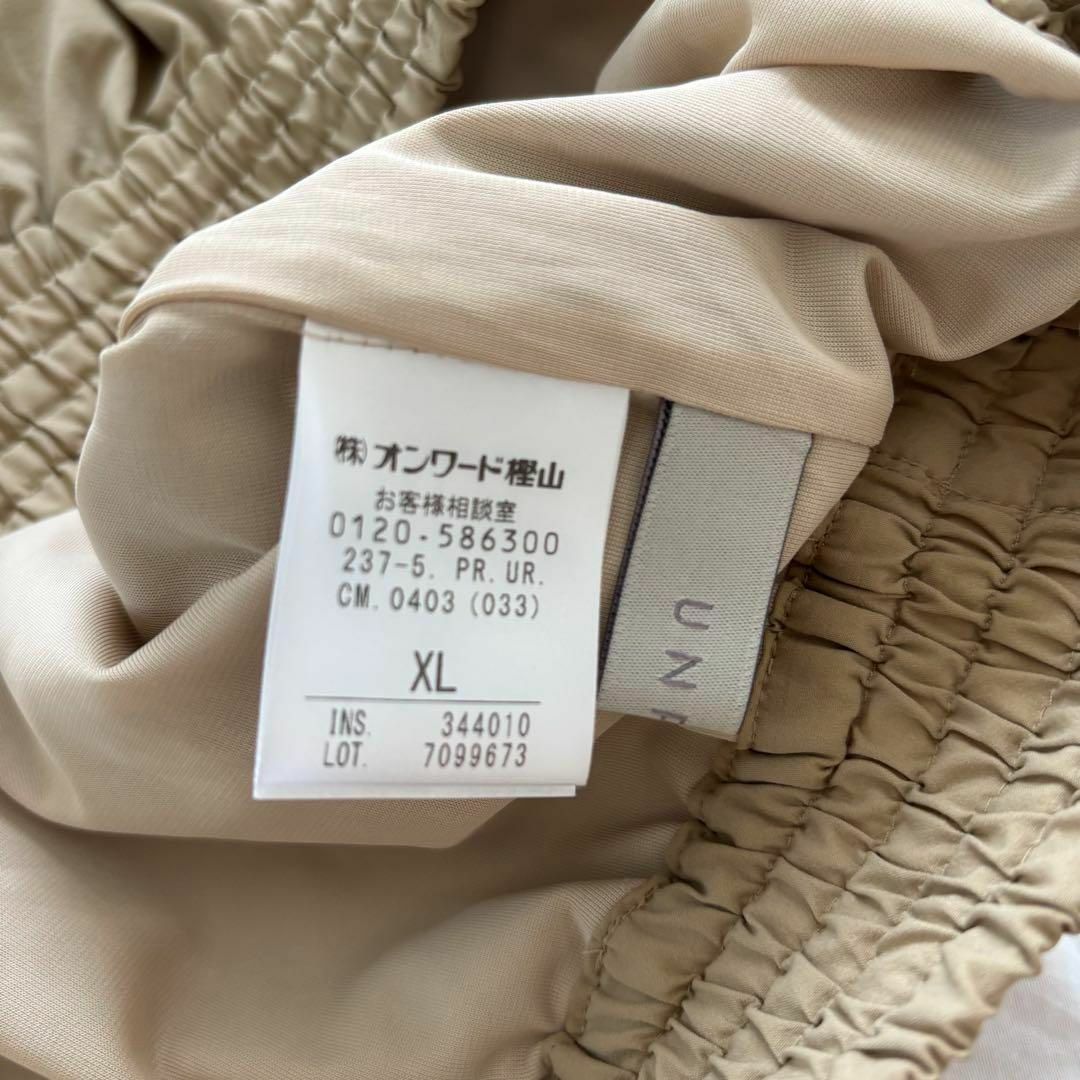 ㈱オンワード樫山
お客様相談室
0120-586300
237-5. PR. UR.
CM. 0403 (033)
XL
INS. 344010
LOT. 7099673
UN